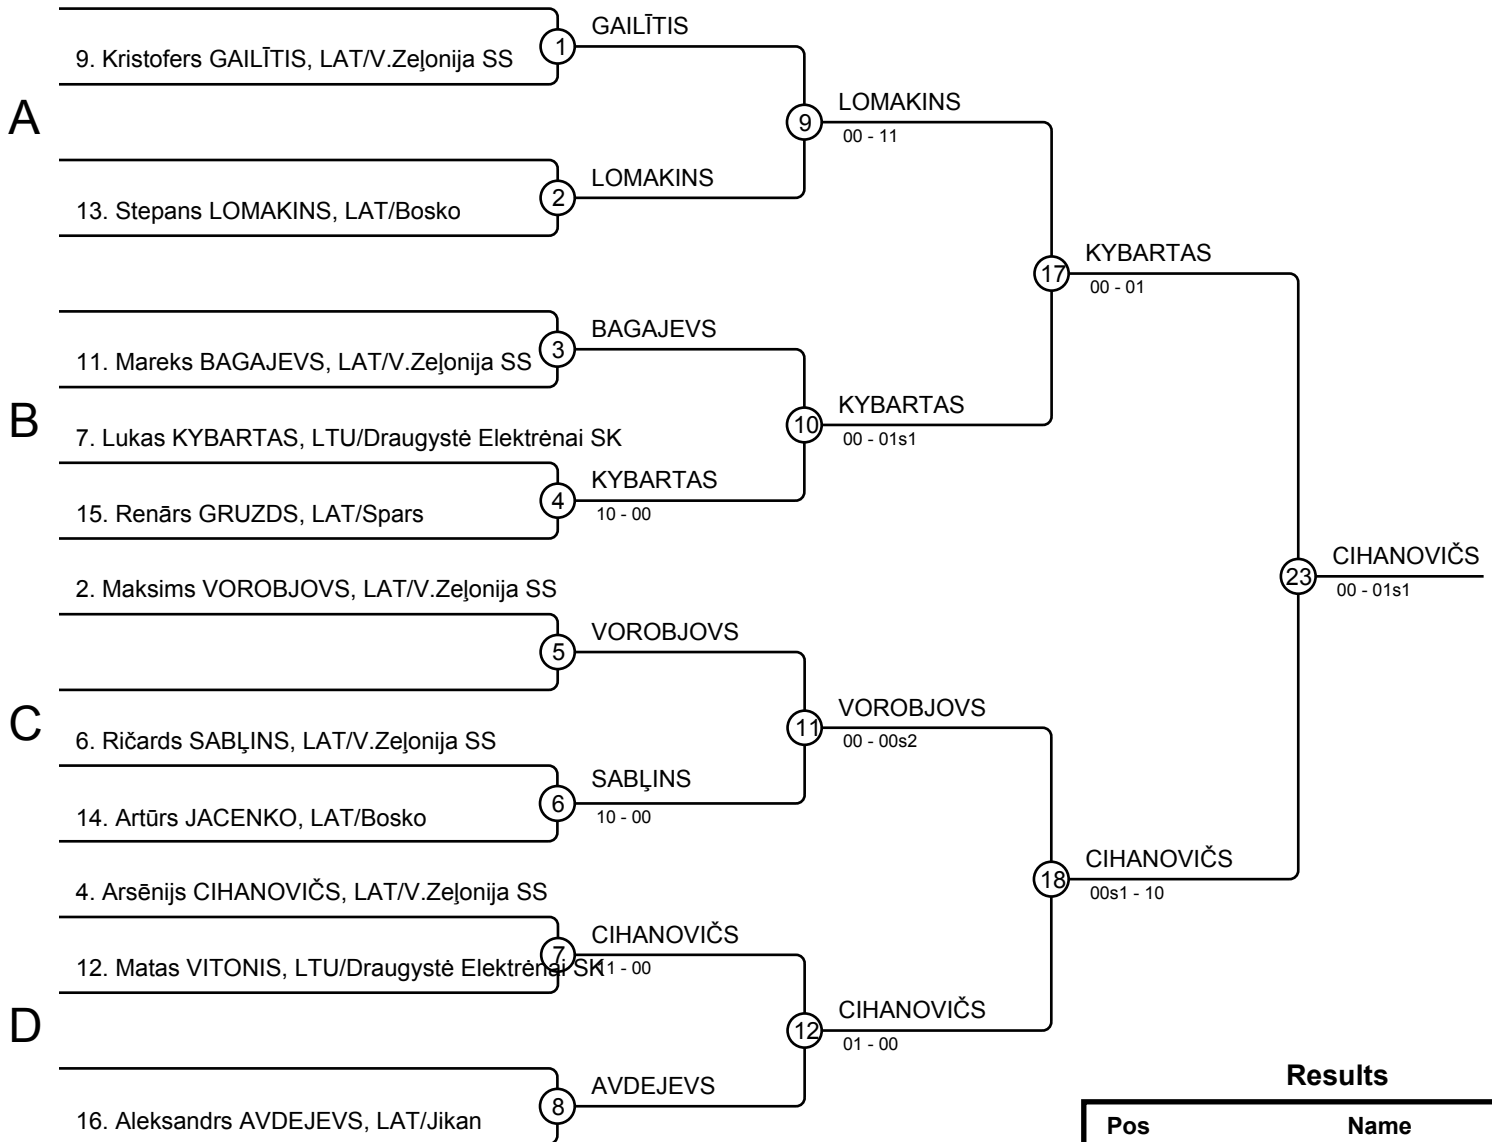 GAILĪTIS
1
9. Kristofers GAILĪTIS, LAT/V.Zeļonija SS
A
LOMAKINS
9
00 - 11
LOMAKINS
2
13. Stepans LOMAKINS, LAT/Bosko
KYBARTAS
17
00 - 01
BAGAJEVS
3
11. Mareks BAGAJEVS, LAT/V.Zeļonija SS
B
KYBARTAS
10
00 - 01s1
7. Lukas KYBARTAS, LTU/Draugystė Elektrėnai SK
KYBARTAS
4
10 - 00
15. Renārs GRUZDS, LAT/Spars
CIHANOVIČS
23
00 - 01s1
2. Maksims VOROBJOVS, LAT/V.Zeļonija SS
VOROBJOVS
5
C
VOROBJOVS
11
00 - 00s2
6. Ričards SABĻINS, LAT/V.Zeļonija SS
SABĻINS
6
10 - 00
14. Artūrs JACENKO, LAT/Bosko
CIHANOVIČS
18
00s1 - 10
4. Arsēnijs CIHANOVIČS, LAT/V.Zeļonija SS
CIHANOVIČS
7
12. Matas VITONIS, LTU/Draugystė Elektrėnai SK
11 - 00
D
CIHANOVIČS
12
01 - 00
AVDEJEVS
8
16. Aleksandrs AVDEJEVS, LAT/Jikan
Results
Pos Name